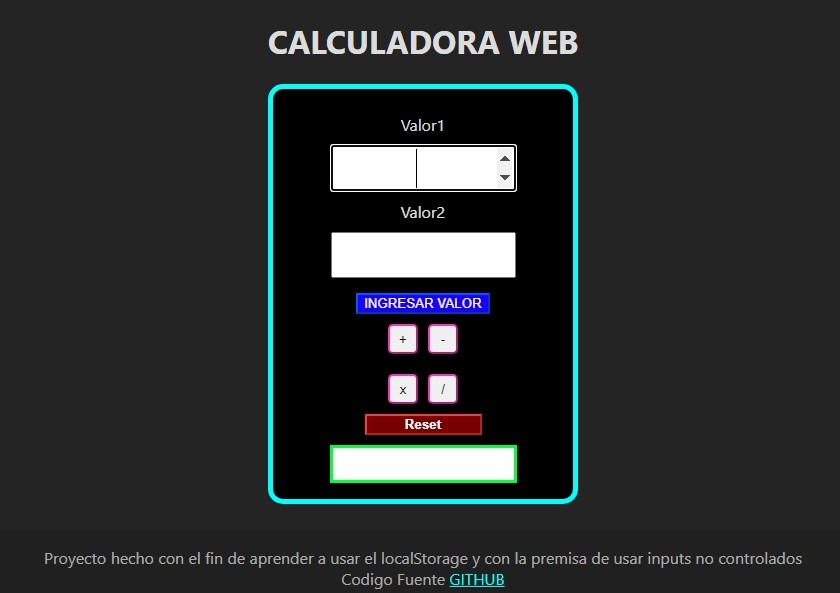 CALCULADORA WEB
Valor1
Valor2
INGRESAR VALOR
+ -
x /
Reset
Proyecto hecho con el fin de aprender a usar el localStorage y con la premisa de usar inputs no controlados
Codigo Fuente GITHUB